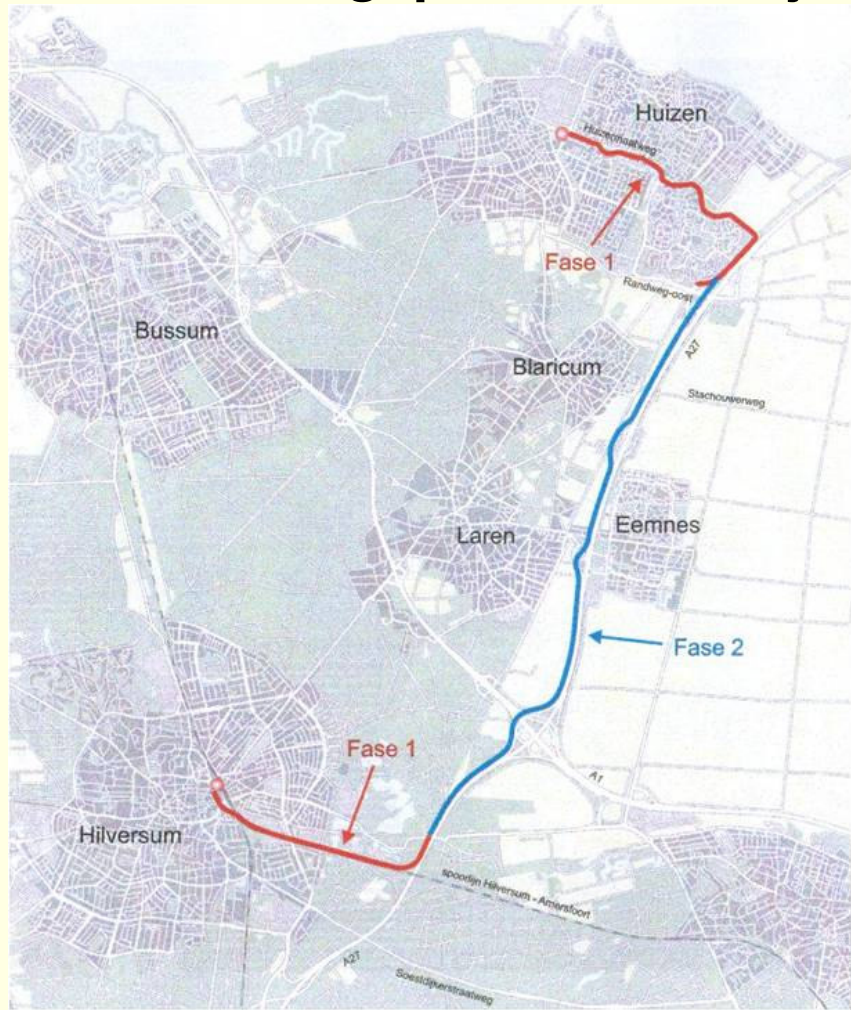 Huizen
Huizermaatweg
Fase 1
Randweg-oost
Bussum
A27
Blaricum
Stachouwerweg
Laren
Eemnes
Fase 2
Fase 1
A1
Hilversum
spoorlijn Hilversum - Amersfoort
A27
Soestdijkerstraatweg